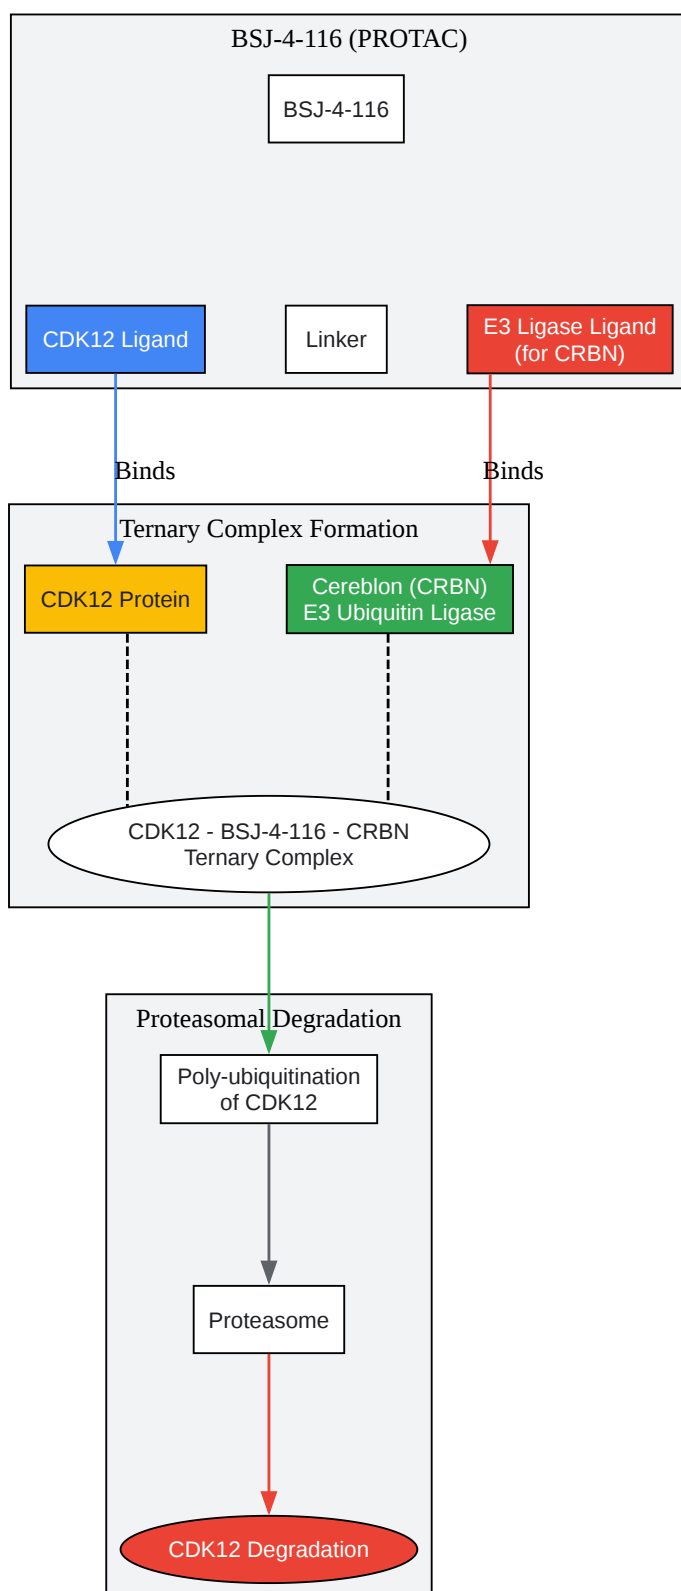 BSJ-4-116 (PROTAC)
BSJ-4-116
CDK12 Ligand
Linker
E3 Ligase Ligand
(for CRBN)
Binds
Binds
Ternary Complex Formation
CDK12 Protein
Cereblon (CRBN)
E3 Ubiquitin Ligase
CDK12 - BSJ-4-116 - CRBN
Ternary Complex
Proteasomal Degradation
Poly-ubiquitination
of CDK12
Proteasome
CDK12 Degradation